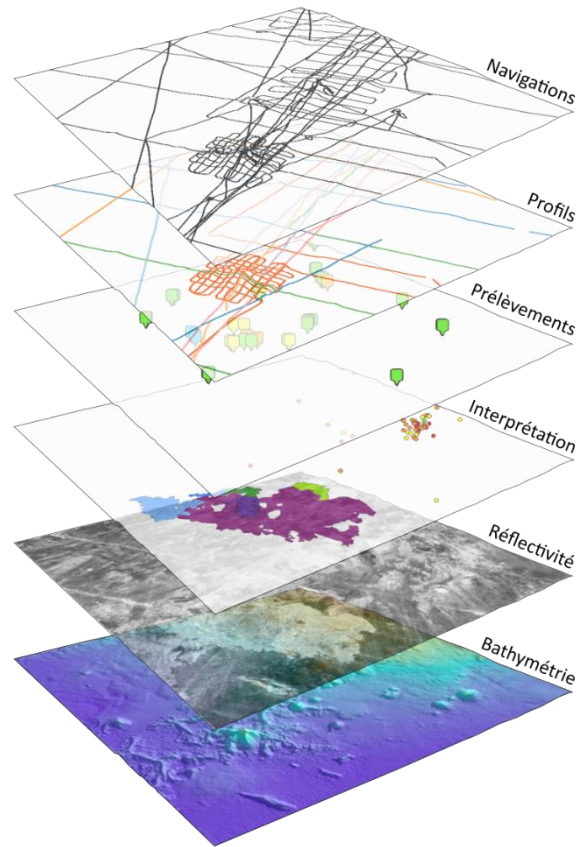 Navigations
Profils
Prélèvements
Interprétation
Réflectivité
Bathymétrie